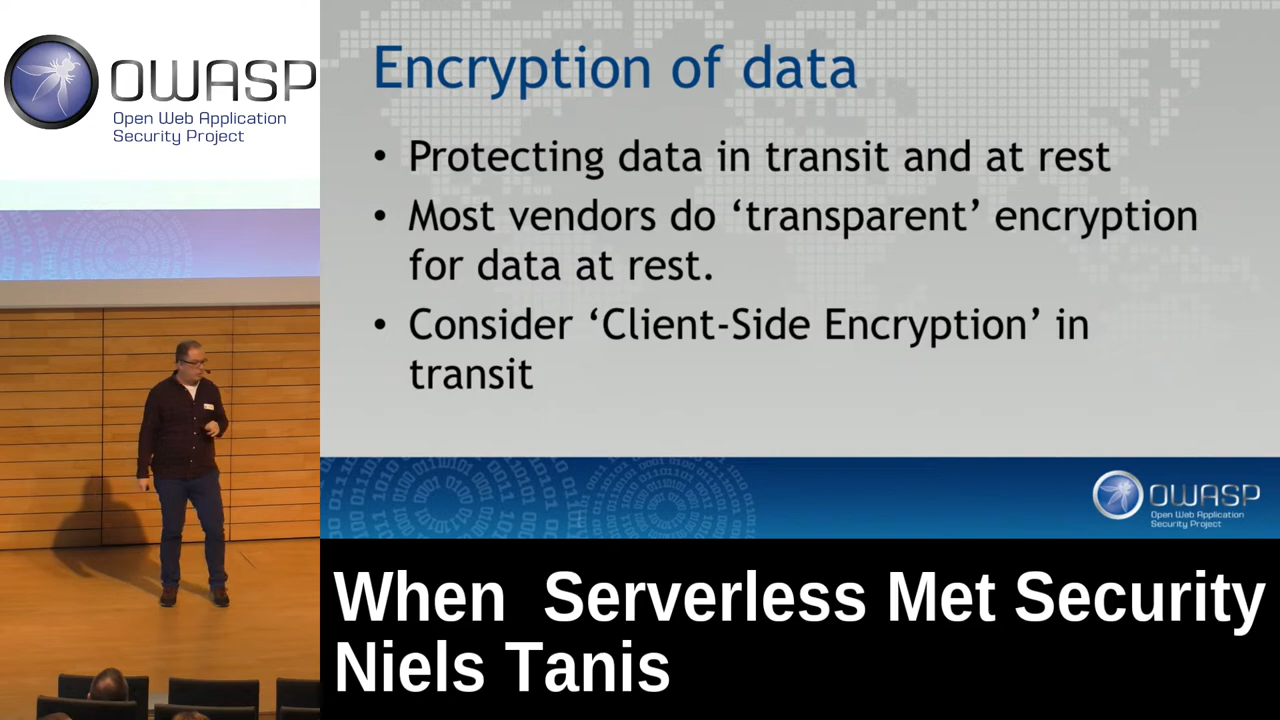 OWASP
Open Web Application
Security Project
Encryption of data
• Protecting data in transit and at rest
• Most vendors do ‘transparent’ encryption
for data at rest.
• Consider ‘Client-Side Encryption’ in
transit
OWASP
Open Web Application
Security Project
When  Serverless Met Security
Niels Tanis